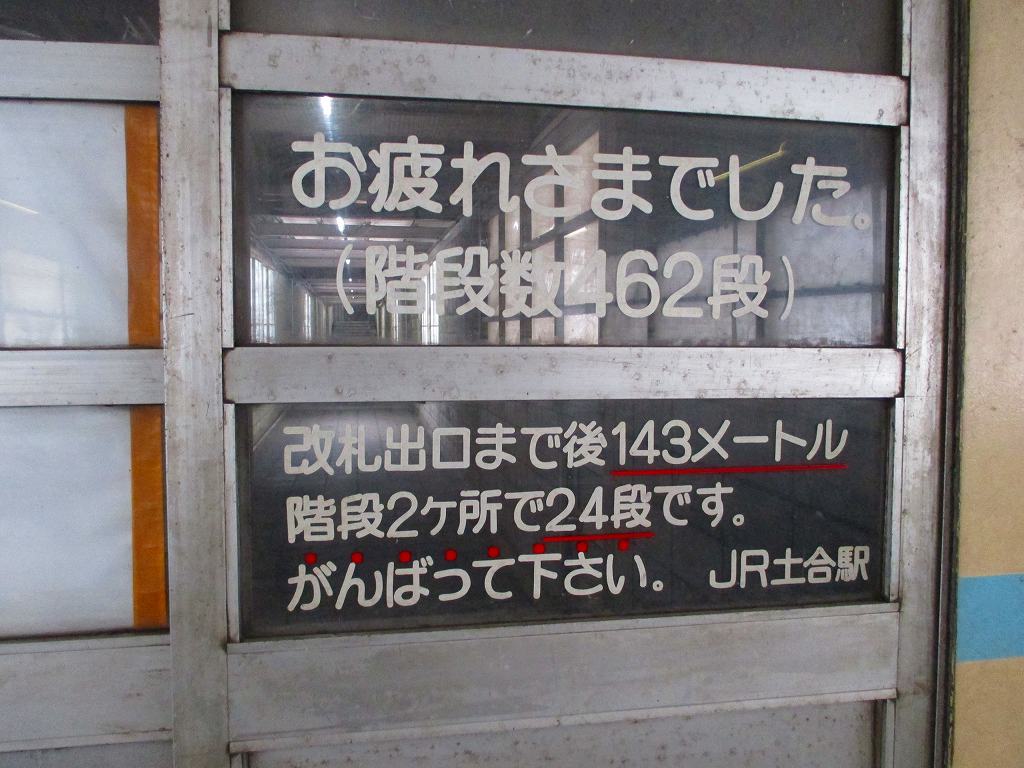 お疲れさまでした。
(階段数462段)
改札出口まで後143メートル
階段2ケ所で24段です。
がんばって下さい。 JR土合駅